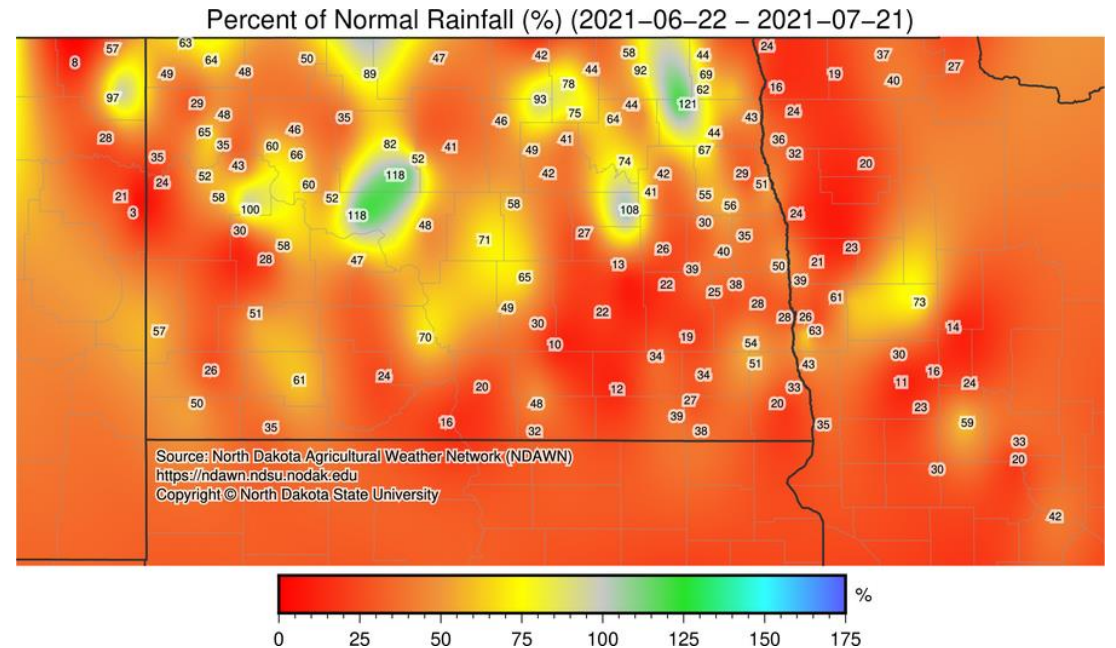 Percent of Normal Rainfall (%) (2021−06−22 − 2021−07−21)
63 57 8 64 50 47 42 58 44 24 37 27
49 48 89 44 92 69 19 40
97 78 62 16
29 93 44 121
48 35 46 75 64 43 24
65 46 41 44 36
28 35 60 82 41 49 67 32
35 66 52 74 20
43 118 42 42 29
52 24 60 51
21 58 52 41 55
3 100 118 58 108 56 24
30 48 27 30
58 71 35 23
28 47 26 40 21
13 39 50
65 22 38 39
25 61 73
51 49 22 28
57 30 28 26 14
70 10 19 54 63
34 51 43 30
26 61 24 34 16
20 12 33 11 24
50 48 27 20 23
35 16 39 35 59
32 38 33
20
30
42
Source: North Dakota Agricultural Weather Network (NDAWN)
https://ndawn.ndsu.nodak.edu
Copyright © North Dakota State University
%
0 25 50 75 100 125 150 175